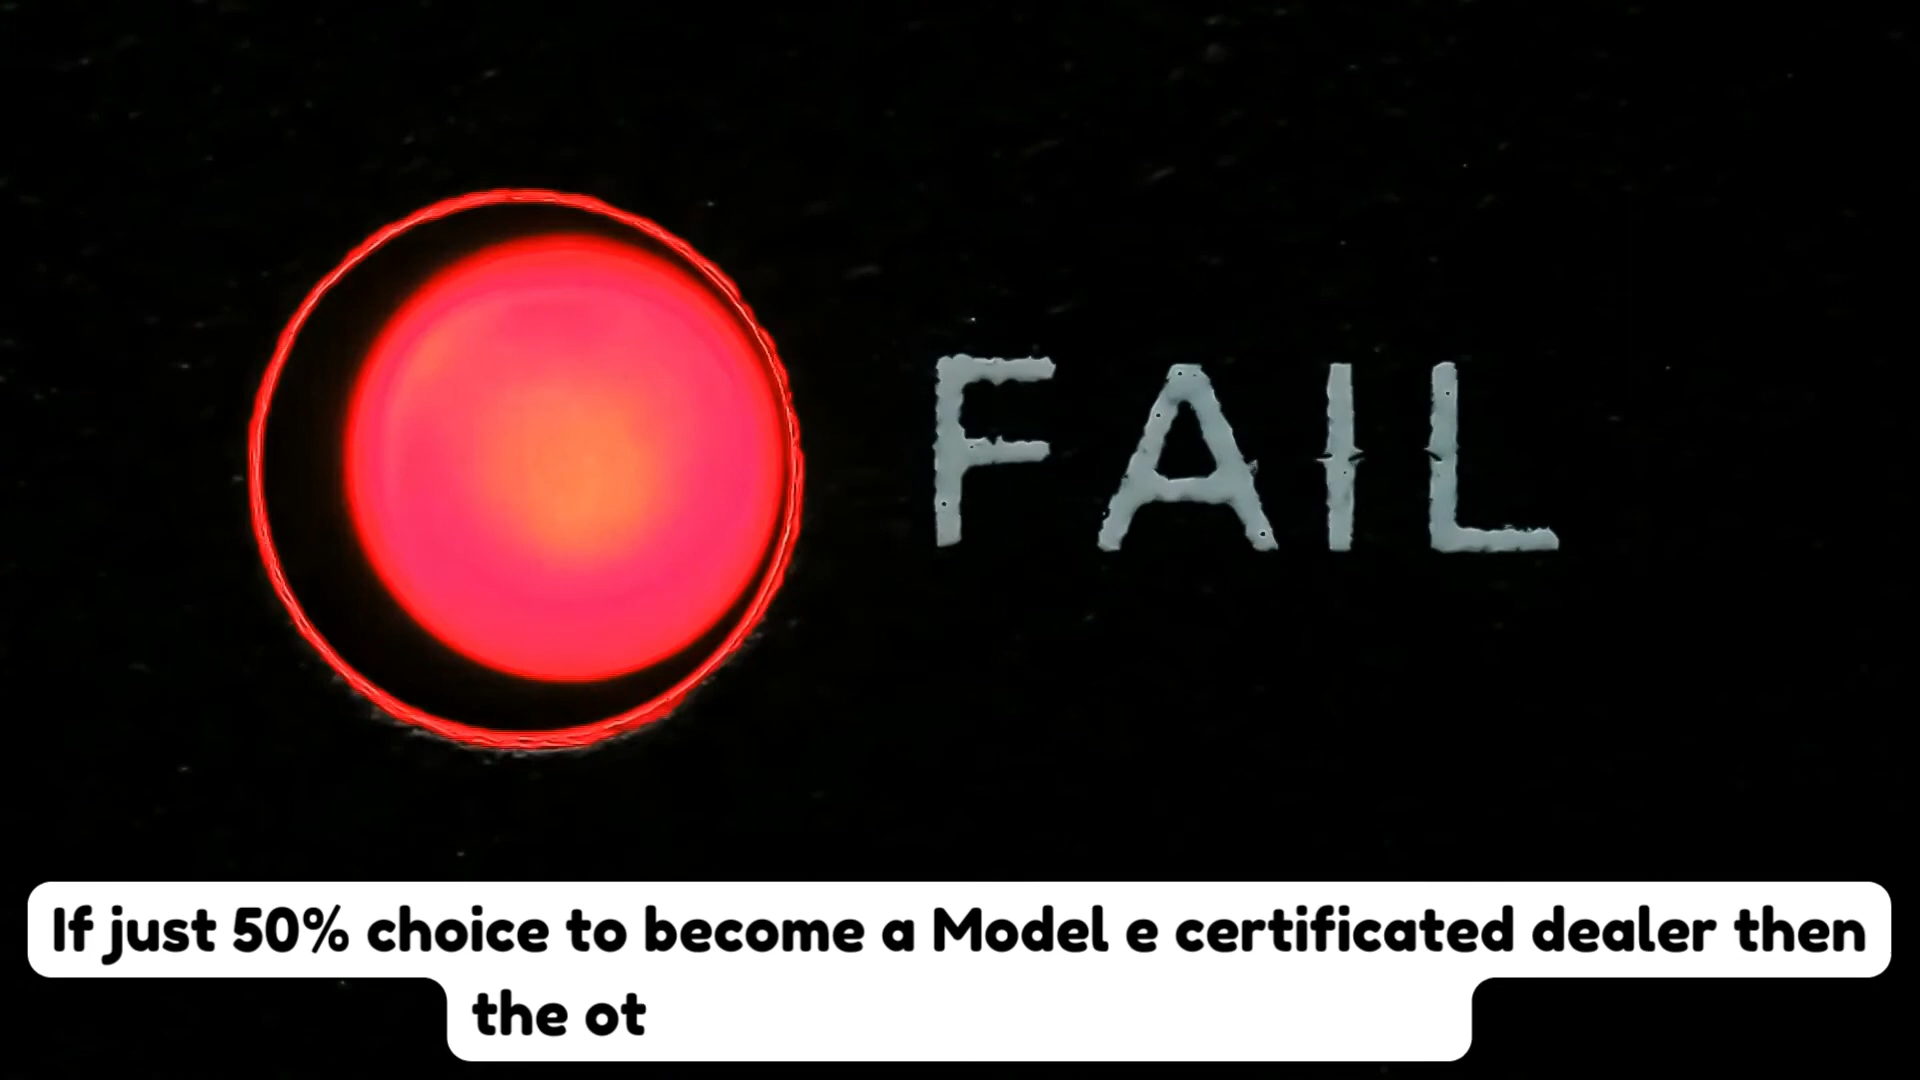 FAIL
If just 50% choice to become a Model e certificated dealer then
the ot